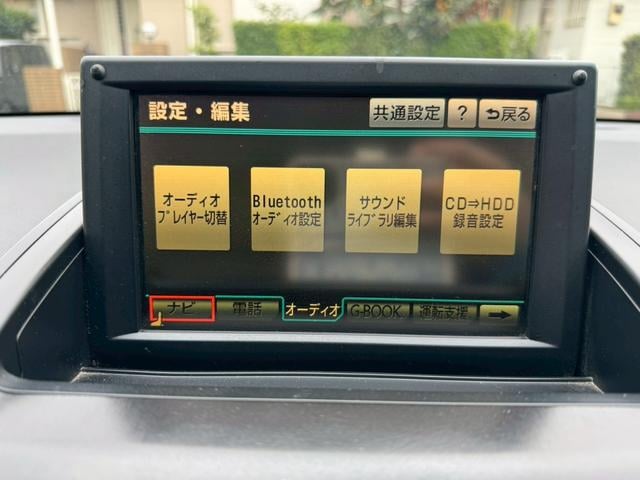 設定・編集
共通設定
?
戻る
オーディオ
プレイヤー切替
Bluetooth
オーディオ設定
サウンド
ライブラリ編集
CD⇒HDD
録音設定
ナビ
電話
オーディオ
G-BOOK
運転支援